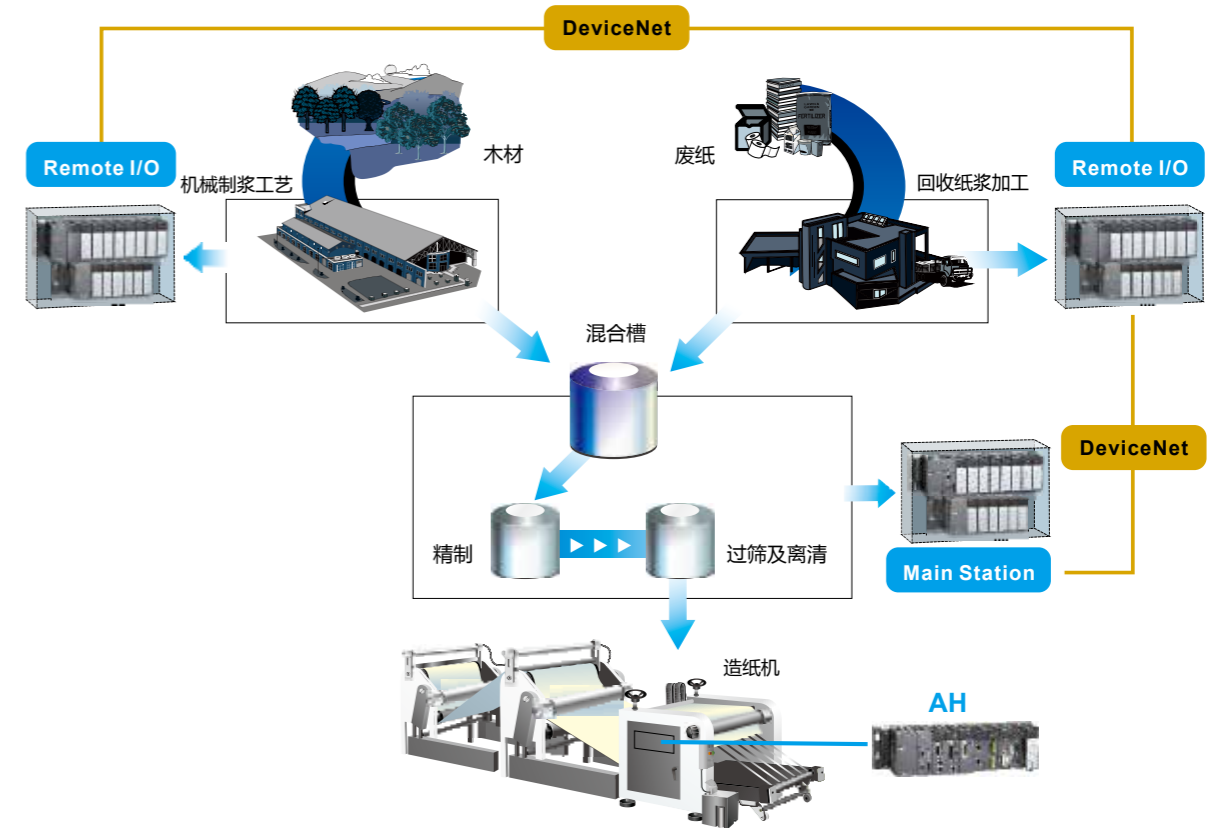 DeviceNet
木材
废纸
Remote I/O
机械制浆工艺
回收纸浆加工
Remote I/O
FERTILIZER
混合槽
DeviceNet
精制
过筛及离清
Main Station
造纸机
AH